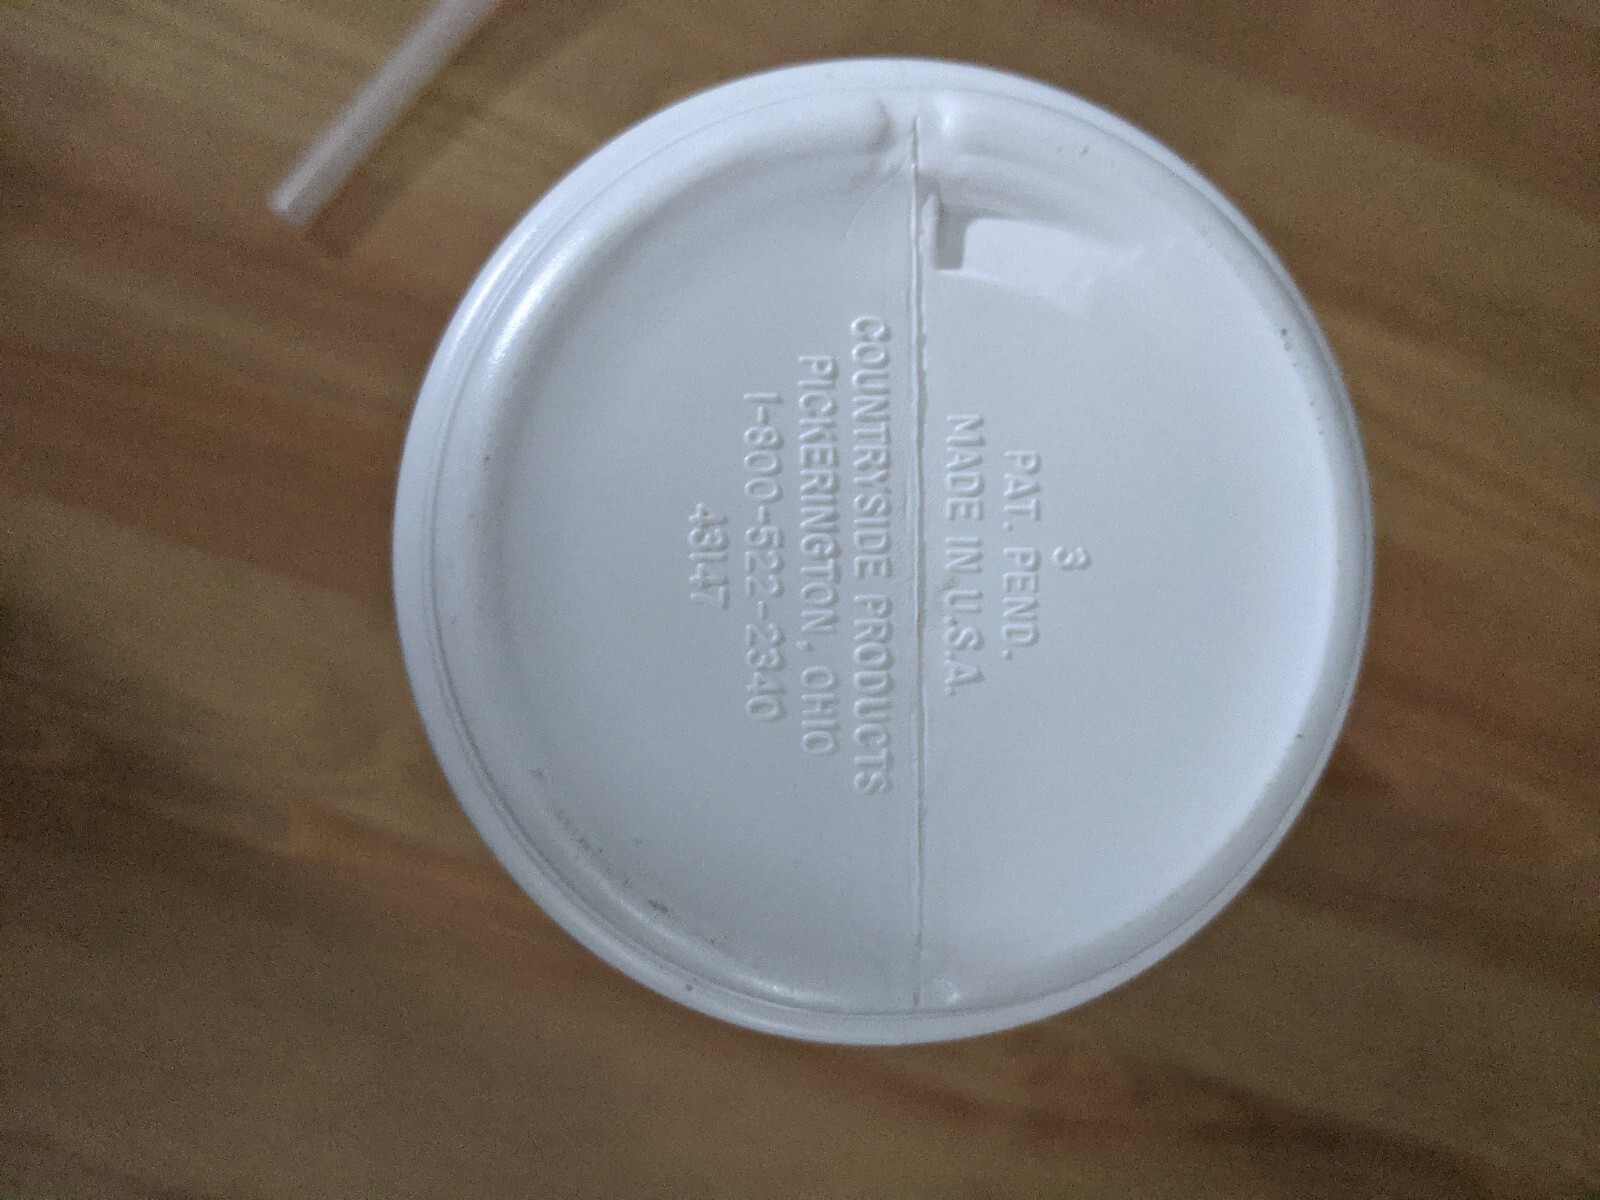 3
PAT. PEND.
MADE IN U.S.A.
COUNTRYSIDE PRODUCTS
PICKERINGTON, OHIO
1-800-522-2340
43147